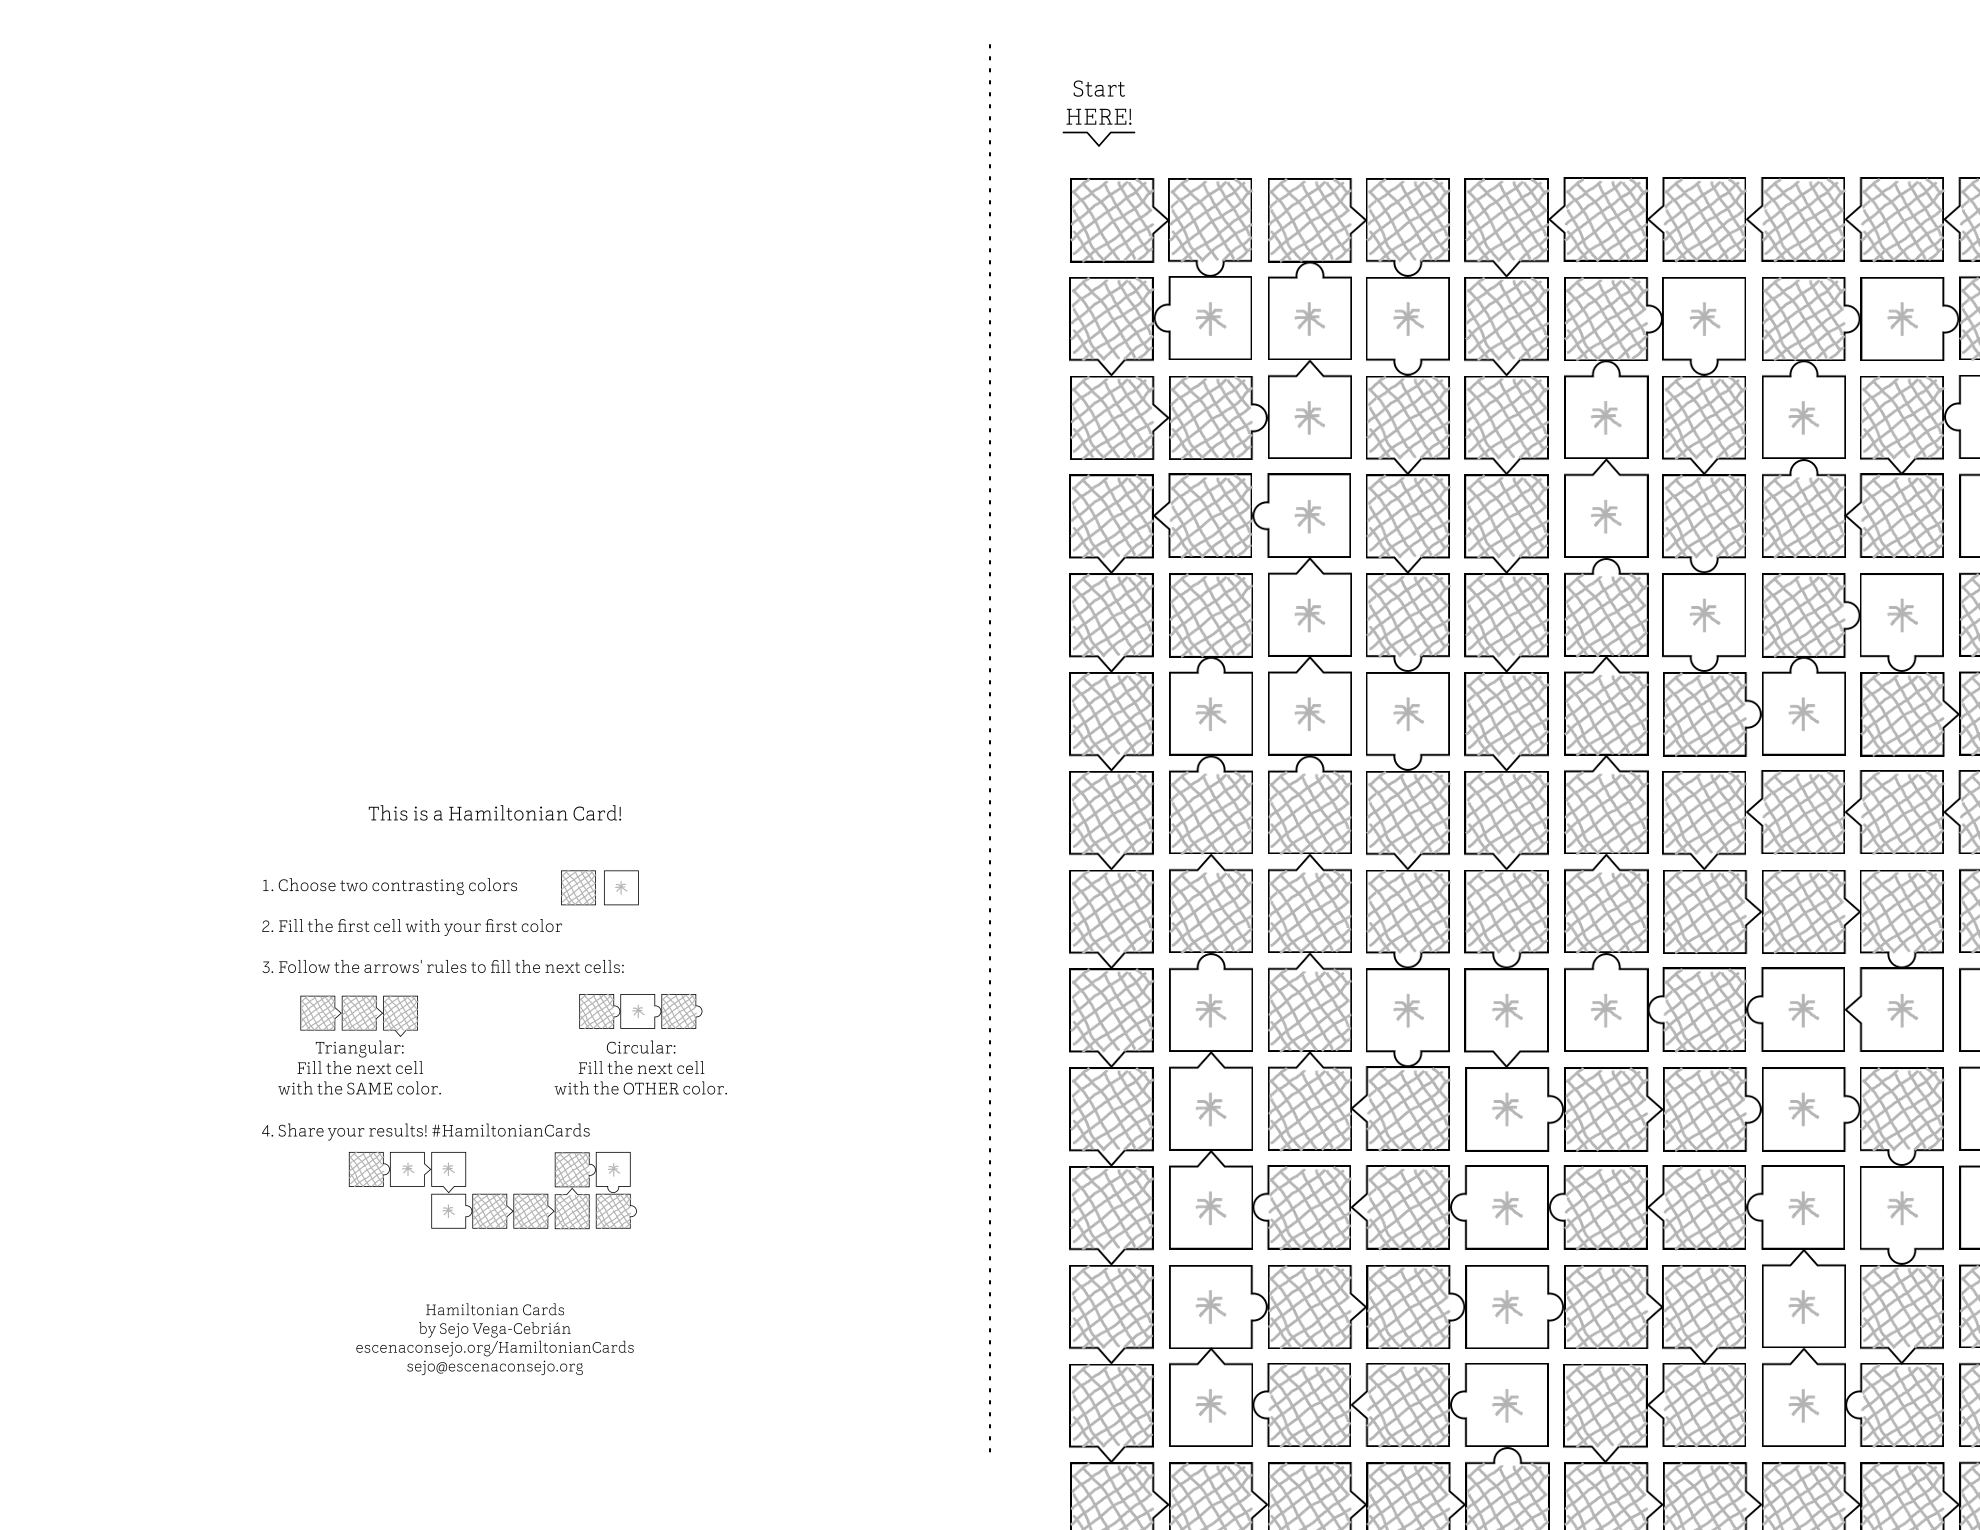 Start
HERE!
This is a Hamiltonian Card!
1. Choose two contrasting colors
2. Fill the first cell with your first color
3. Follow the arrows' rules to fill the next cells:
Triangular:
Fill the next cell
with the SAME color.
Circular:
Fill the next cell
with the OTHER color.
4. Share your results! #HamiltonianCards
Hamiltonian Cards
by Sejo Vega-Cebrián
escenaconsejo.org/HamiltonianCards
sejo@escenaconsejo.org